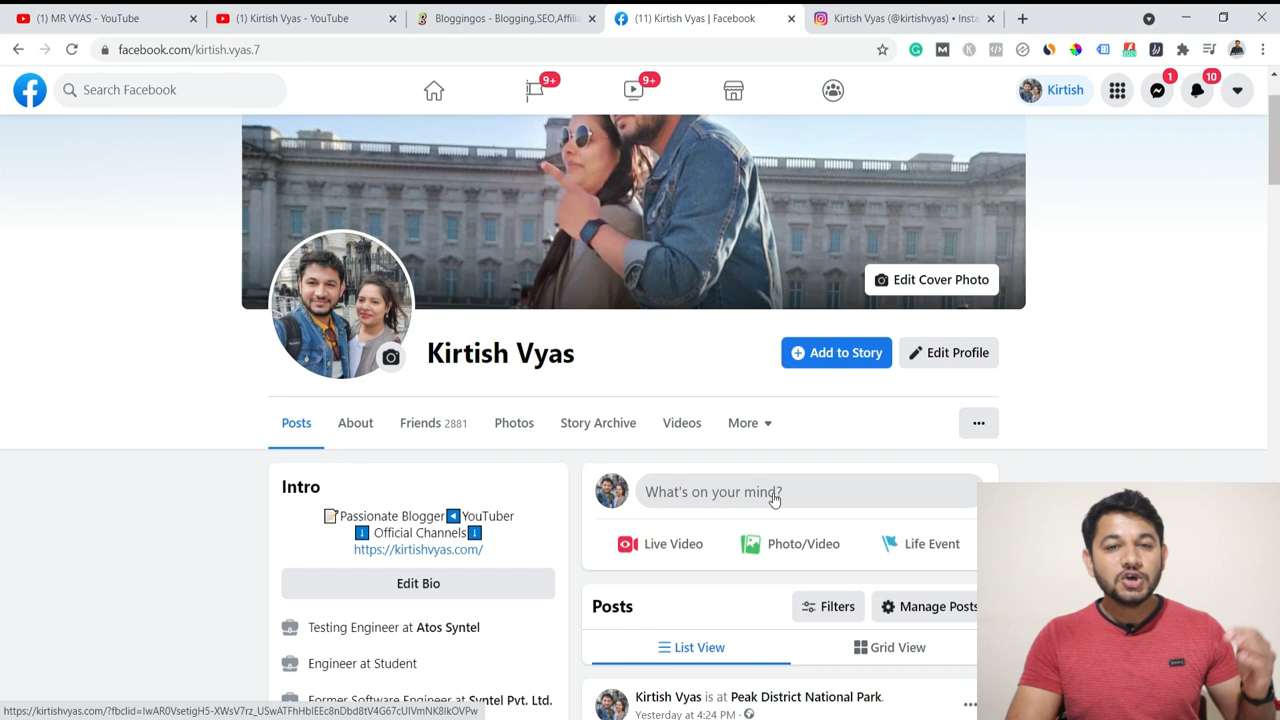 MR VYAS - YouTube
(1) Kirtish Vyas - YouTube
Bloggingos - Blogging,SEO,Affili
(11) Kirtish Vyas | Facebook
Kirtish Vyas (@kirtishvyas) • Inst
facebook.com/kirtish.vyas.7
Search Facebook
9+
9+
Kirtish
1
10
Edit Cover Photo
Kirtish Vyas
Add to Story
Edit Profile
Posts
About
Friends 2881
Photos
Story Archive
Videos
More
Intro
Passionate Blogger YouTuber
Official Channels
https://kirtishvyas.com/
Edit Bio
Testing Engineer at Atos Syntel
Engineer at Student
Former Software Engineer at Syntel Pvt. Ltd.
What's on your mind?
Live Video
Photo/Video
Life Event
Posts
Filters
Manage Posts
List View
Grid View
Kirtish Vyas is at Peak District National Park.
Yesterday at 4:24 PM ·